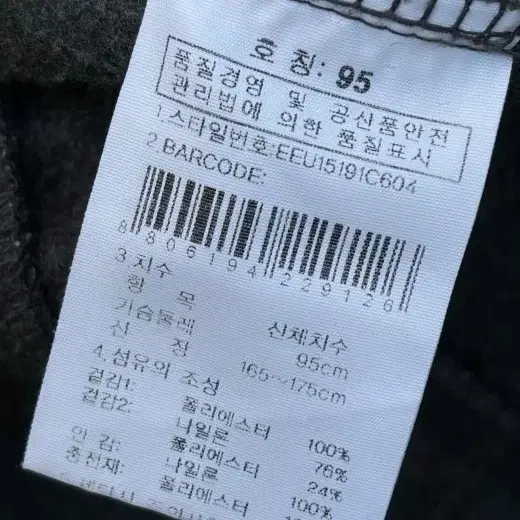 호 칭: 95
품질경영 및 공산품안전
관리법에 의한 품질표시
1.스타일번호:EEU15191C604
2.BARCODE:
8 806194 229126
3.치수
항 목 신체치수
가슴둘레 95cm
신 장 165~175cm
4.섬유의 조성
겉감1: 폴리에스터 100%
겉감2: 나일론 76%
폴리에스터 24%
안 감: 나일론 100%
충전재: 폴리에스터 100%